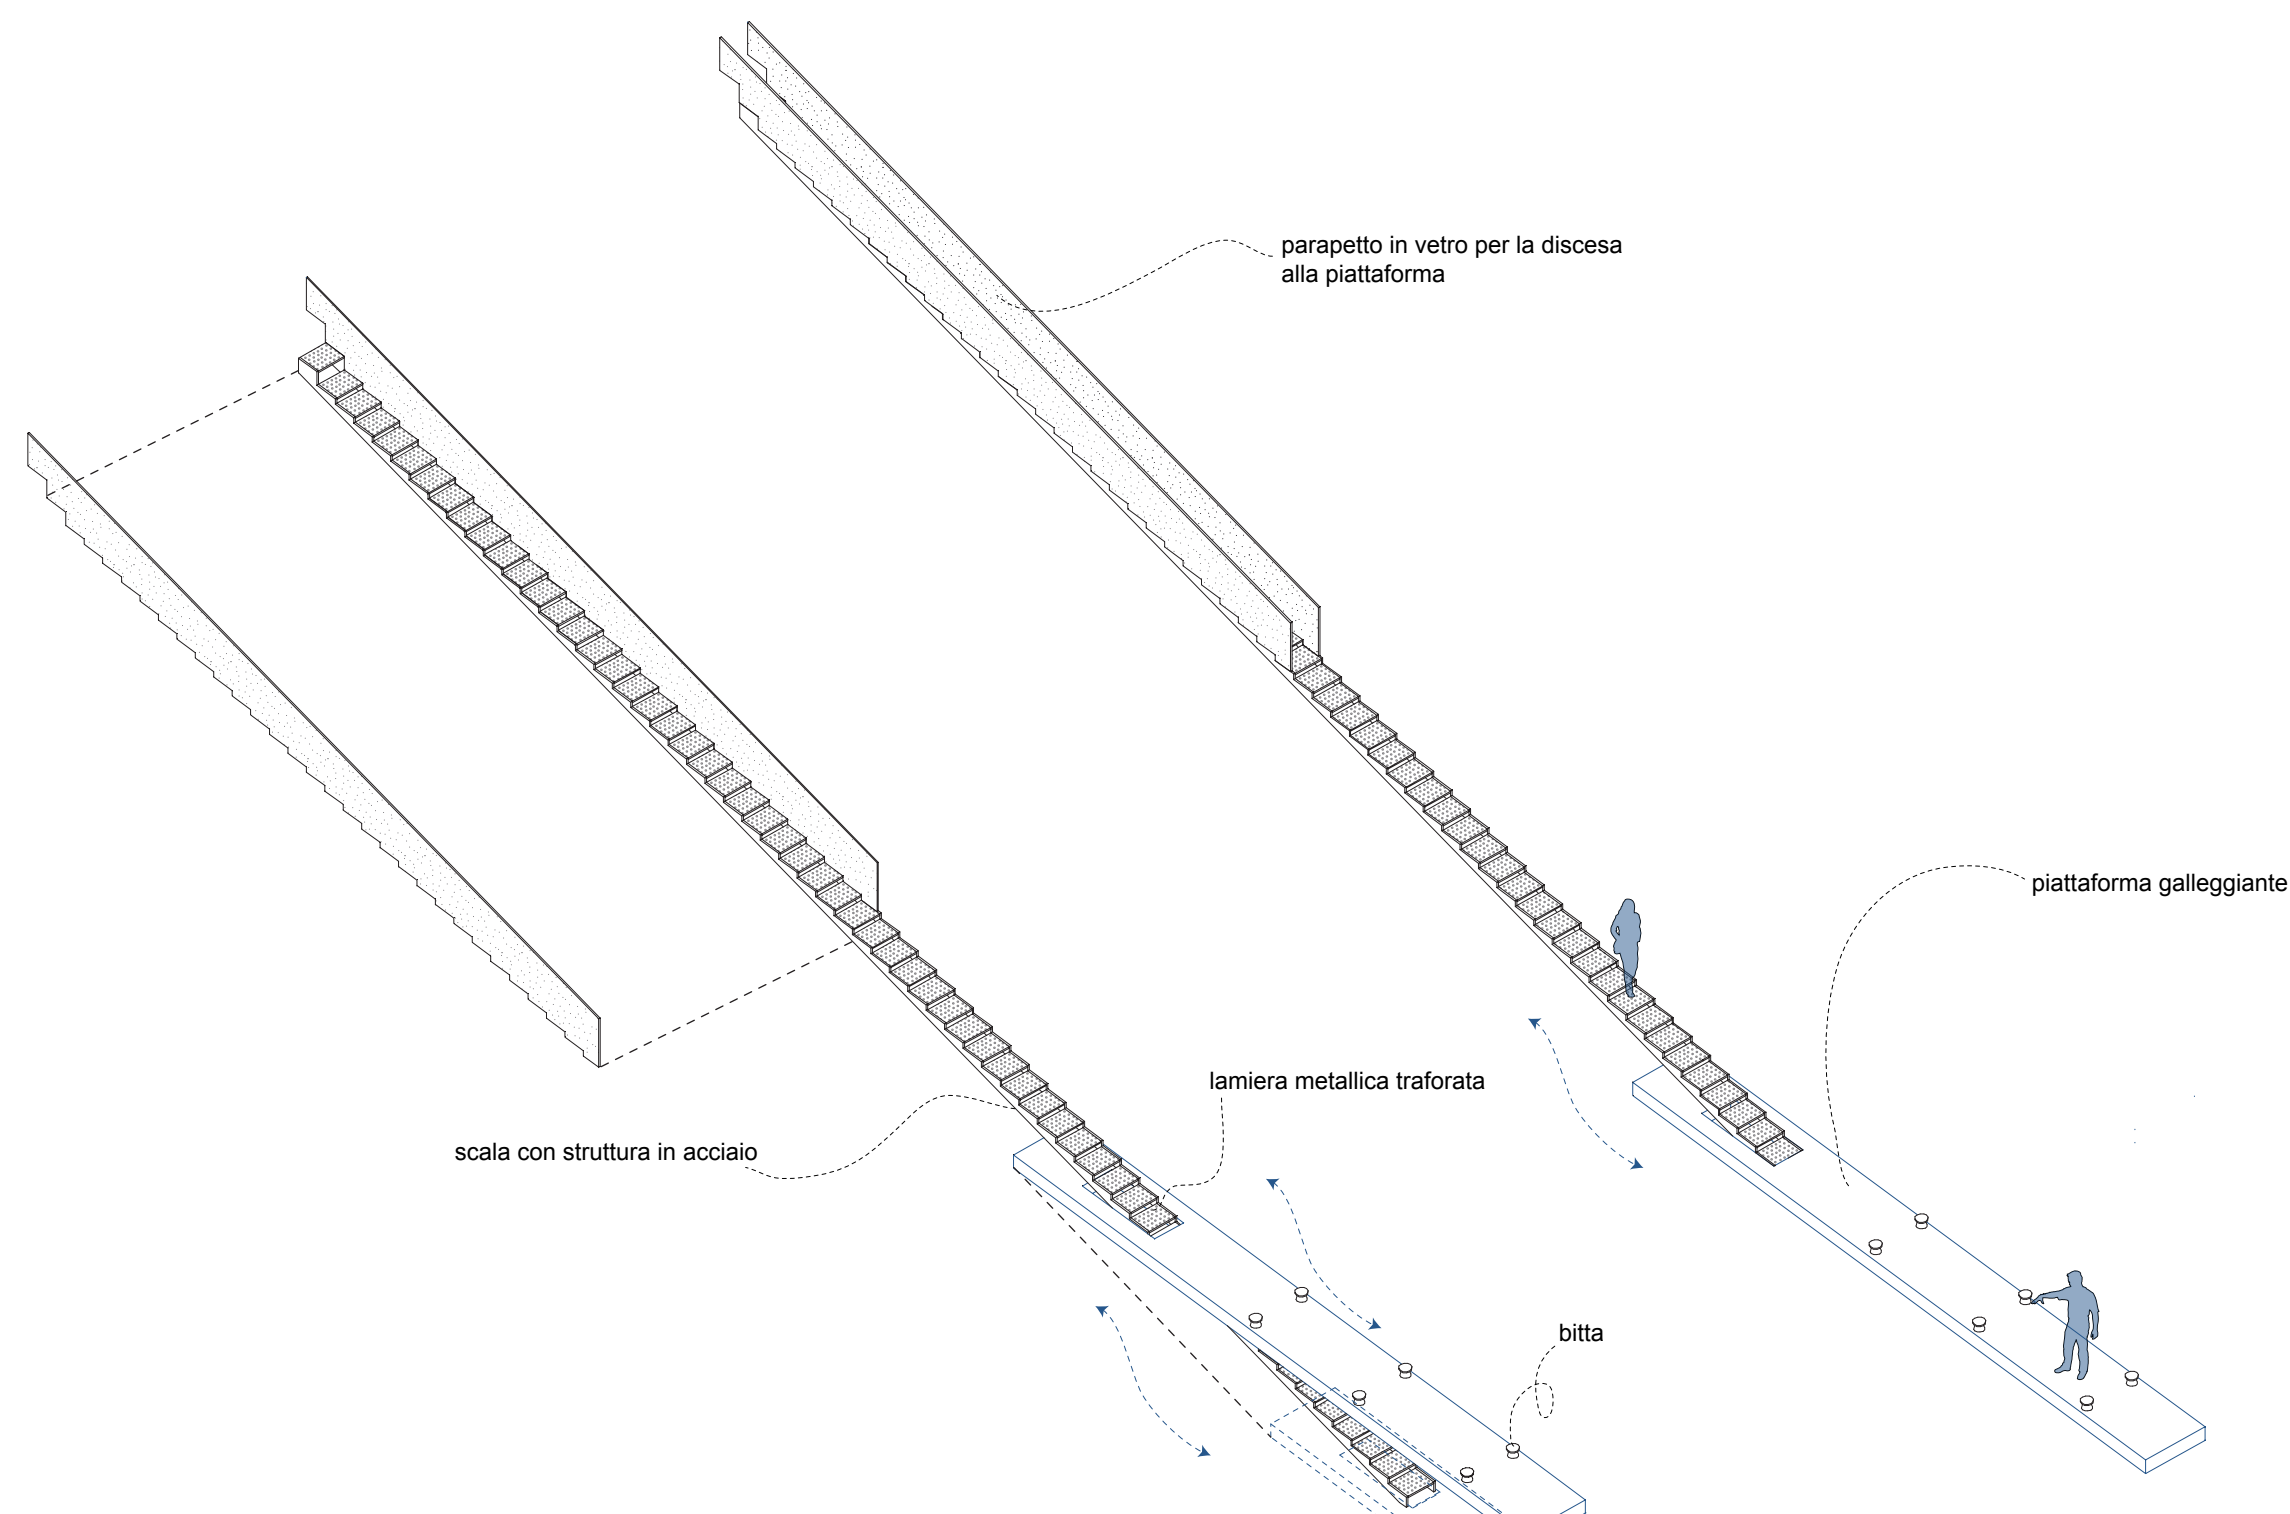 parapetto in vetro per la discesa
alla piattaforma
piattaforma galleggiante
lamiera metallica traforata
scala con struttura in acciaio
bitta